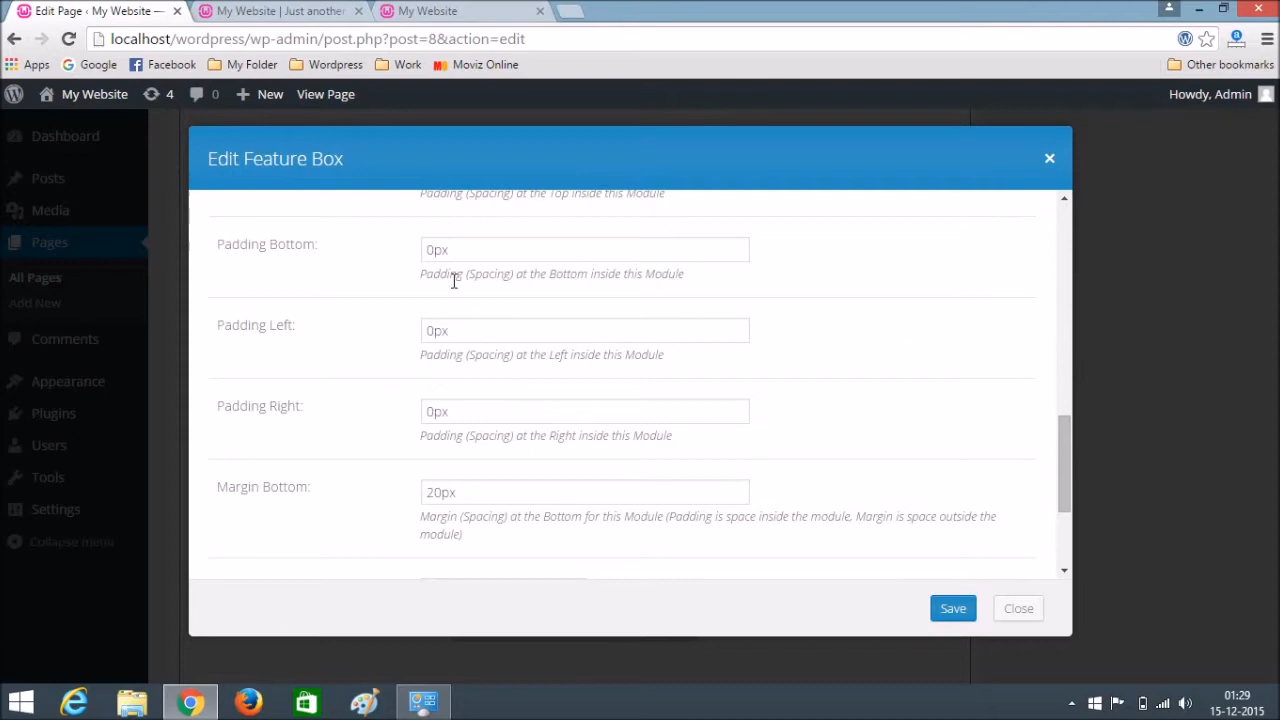 Edit Page ‹ My Website —
My Website | Just another
My Website
localhost/wordpress/wp-admin/post.php?post=8&action=edit
Apps
Google
Facebook
My Folder
Wordpress
Work
Moviz Online
Other bookmarks
My Website
4
0
New
View Page
Howdy, Admin
Dashboard
Posts
Media
Pages
All Pages
Add New
Comments
Appearance
Plugins
Users
Tools
Settings
Collapse menu
Edit Feature Box
Padding (Spacing) at the Top inside this Module
Padding Bottom:
0px
Padding (Spacing) at the Bottom inside this Module
Padding Left:
0px
Padding (Spacing) at the Left inside this Module
Padding Right:
0px
Padding (Spacing) at the Right inside this Module
Margin Bottom:
20px
Margin (Spacing) at the Bottom for this Module (Padding is space inside the module, Margin is space outside the
module)
Save
Close
01:29
15-12-2015